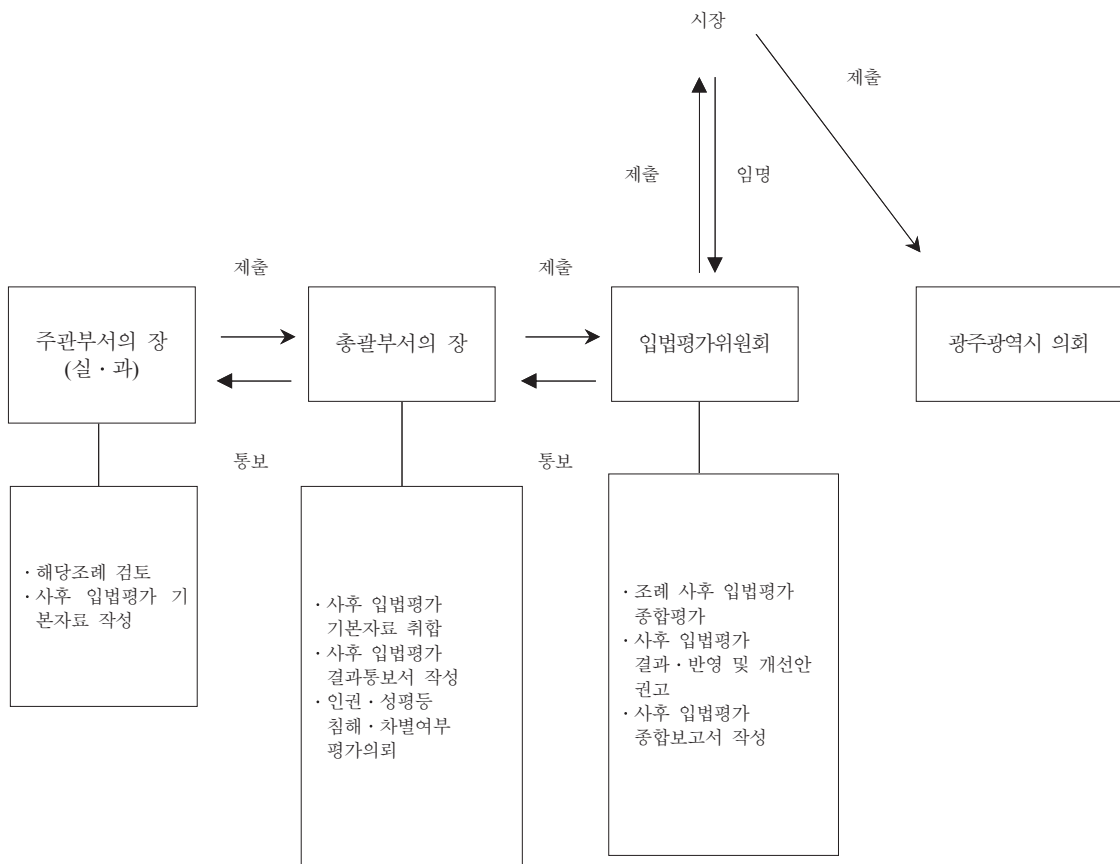 시장
제출
제출 임명
제출 제출
주관부서의 장
(실·과)
총괄부서의 장
입법평가위원회
광주광역시 의회
통보 통보
·해당조례 검토
·사후 입법평가 기
본자료 작성
·사후 입법평가
기본자료 취합
·사후 입법평가
결과통보서 작성
·인권·성평등
침해·차별여부
평가의뢰
·조례 사후 입법평가
종합평가
·사후 입법평가
결과·반영 및 개선안
권고
·사후 입법평가
종합보고서 작성